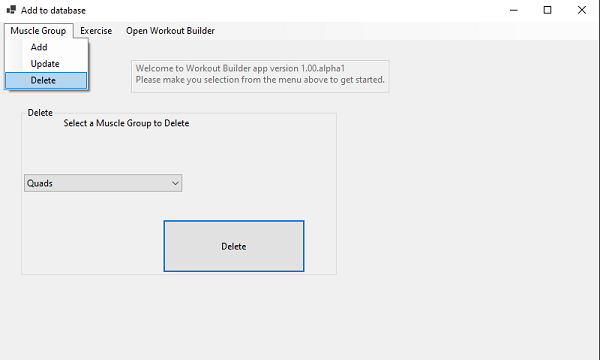 Add to database
Muscle Group Exercise Open Workout Builder
Add
Update
Delete
Welcome to Workout Builder app version 1.00.alpha1
Please make you selection from the menu above to get started.
Delete
Select a Muscle Group to Delete
Quads
Delete